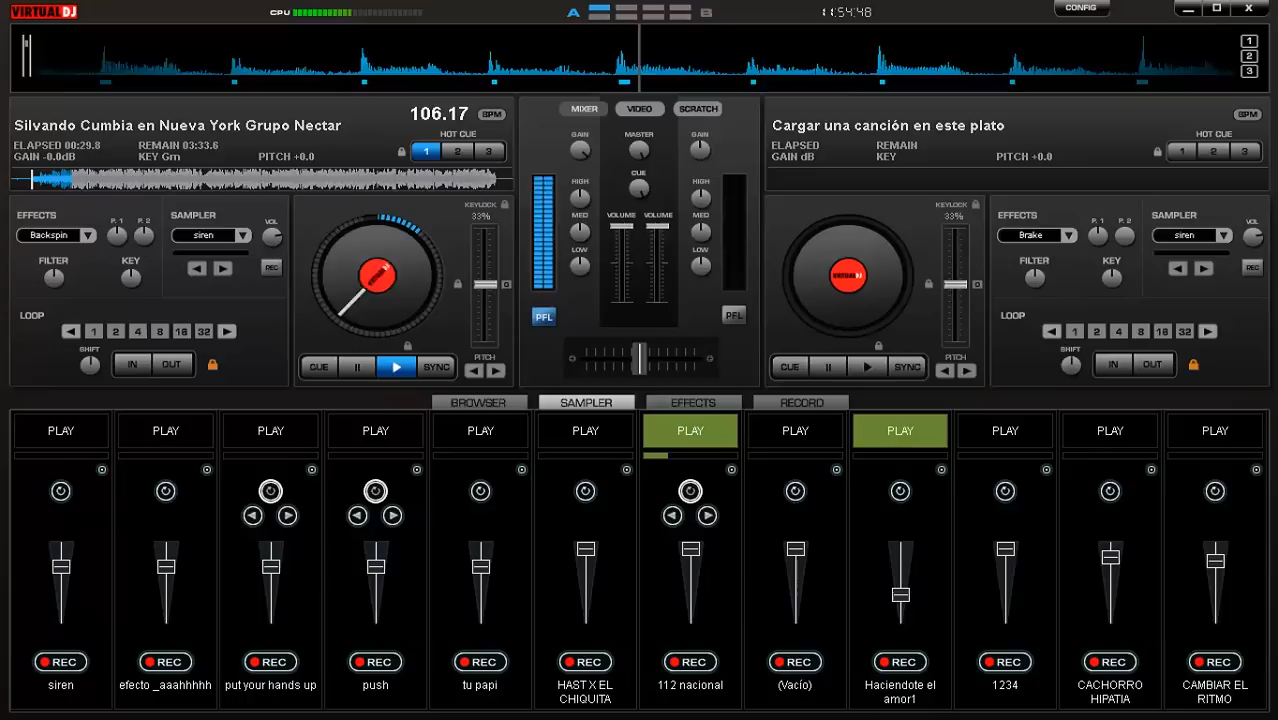 VIRTUAL DJ
CPU
A
B
11:54:48
CONFIG
1
2
3
106.17 BPM
Silvando Cumbia en Nueva York Grupo Nectar
ELAPSED 00:29.8 REMAIN 03:33.6
GAIN -0.0dB KEY Gm PITCH +0.0
HOT CUE
1 2 3
MIXER VIDEO SCRATCH
GAIN MASTER GAIN
CUE
HIGH HIGH
MED VOLUME VOLUME MED
LOW LOW
PFL PFL
BPM
Cargar una canción en este plato
ELAPSED REMAIN
GAIN dB KEY PITCH +0.0
HOT CUE
1 2 3
EFFECTS P. 1 P. 2 SAMPLER VOL
Backspin siren
FILTER KEY REC
LOOP
1 2 4 8 16 32
SHIFT
IN OUT
KEYLOCK
33%
VIRTUAL DJ
CUE SYNC PITCH
KEYLOCK
33%
VIRTUAL DJ
CUE SYNC PITCH
EFFECTS P. 1 P. 2 SAMPLER VOL
Brake siren
FILTER KEY REC
LOOP
1 2 4 8 16 32
SHIFT
IN OUT
BROWSER SAMPLER EFFECTS RECORD
PLAY PLAY PLAY PLAY PLAY PLAY PLAY PLAY PLAY PLAY PLAY PLAY
REC REC REC REC REC REC REC REC REC REC REC REC
siren
efecto _aaahhhhh
put your hands up
push
tu papi
HAST X EL
CHIQUITA
112 nacional
(Vacío)
Haciendote el
amor1
1234
CACHORRO
HIPATIA
CAMBIAR EL
RITMO